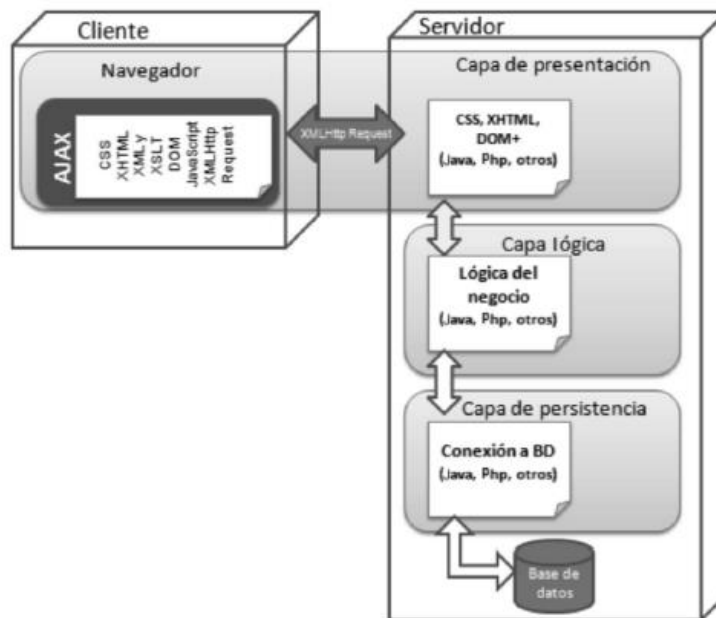 Cliente
Navegador
AJAX
CSS
XHTML
XMLy
XSLT
DOM
JavaScript
XMLHttp
Request
XMLHttp Request
Servidor
Capa de presentación
CSS, XHTML,
DOM+
(Java, Php, otros)
Capa lógica
Lógica del
negocio
(Java, Php, otros)
Capa de persistencia
Conexión a BD
(Java, Php, otros)
Base de
datos